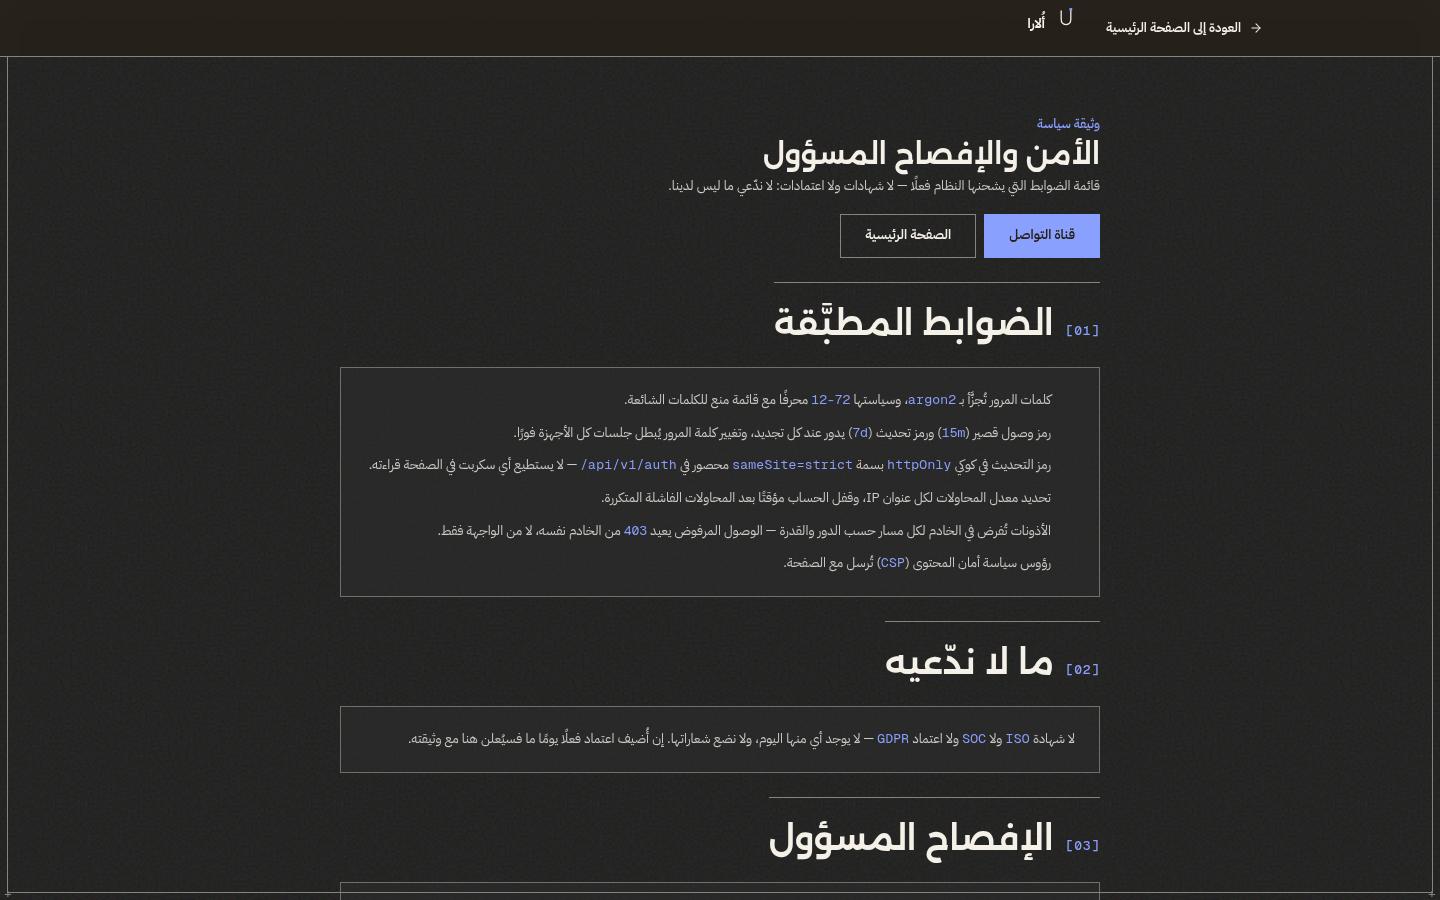 العودة إلى الصفحة الرئيسية
أُلارا
وثيقة سياسة
الأمن والإفصاح المسؤول
قائمة الضوابط التي يشحنها النظام فعلًا — لا شهادات ولا اعتمادات: لا ندّعي ما ليس لدينا.
قناة التواصل
الصفحة الرئيسية
[01] الضوابط المطبَّقة
كلمات المرور تُجزَّأ بـ argon2، وسياستها 12-72 محرفًا مع قائمة منع للكلمات الشائعة.
رمز وصول قصير (15m) ورمز تحديث (7d) يدور عند كل تجديد، وتغيير كلمة المرور يُبطل جلسات كل الأجهزة فورًا.
رمز التحديث في كوكي httpOnly بسمة sameSite=strict محصور في /api/v1/auth — لا يستطيع أي سكربت في الصفحة قراءته.
تحديد معدل المحاولات لكل عنوان IP، وقفل الحساب مؤقتًا بعد المحاولات الفاشلة المتكررة.
الأذونات تُفرض في الخادم لكل مسار حسب الدور والقدرة — الوصول المرفوض يعيد 403 من الخادم نفسه، لا من الواجهة فقط.
رؤوس سياسة أمان المحتوى (CSP) تُرسل مع الصفحة.
[02] ما لا ندّعيه
لا شهادة ISO ولا SOC ولا اعتماد GDPR — لا يوجد أي منها اليوم، ولا نضع شعاراتها. إن أُضيف اعتماد فعلًا يومًا ما فسيُعلن هنا مع وثيقته.
[03] الإفصاح المسؤول